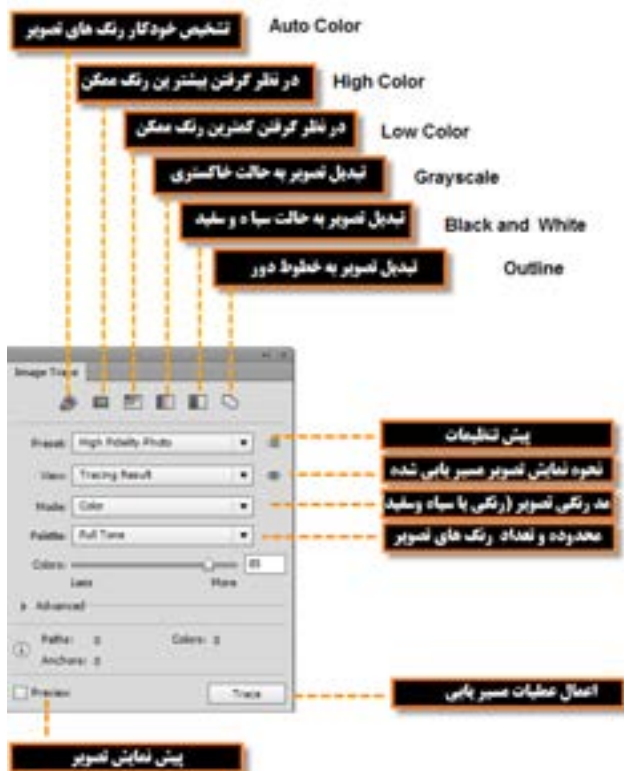 تشخیص خودکار رنگ های تصویر Auto Color
در نظر گرفتن بیشترین رنگ ممکن High Color
در نظر گرفتن کمترین رنگ ممکن Low Color
تبدیل تصویر به حالت خاکستری Grayscale
تبدیل تصویر به حالت سیاه و سفید Black and White
تبدیل تصویر به خطوط دور Outline
Image Trace
Preset: High Fidelity Photo
پیش تنظیمات
View: Tracing Result
نحوه نمایش تصویر مسیر یابی شده
Mode: Color
مد رنگی تصویر (رنگی یا سیاه وسفید
Palette: Full Tone
محدوده و تعداد رنگ های تصویر
Colors: 85
Less More
Advanced
Paths: 0 Colors: 0
Anchors: 0
Preview Trace
اعمال عملیات مسیر یابی
پیش نمایش تصویر